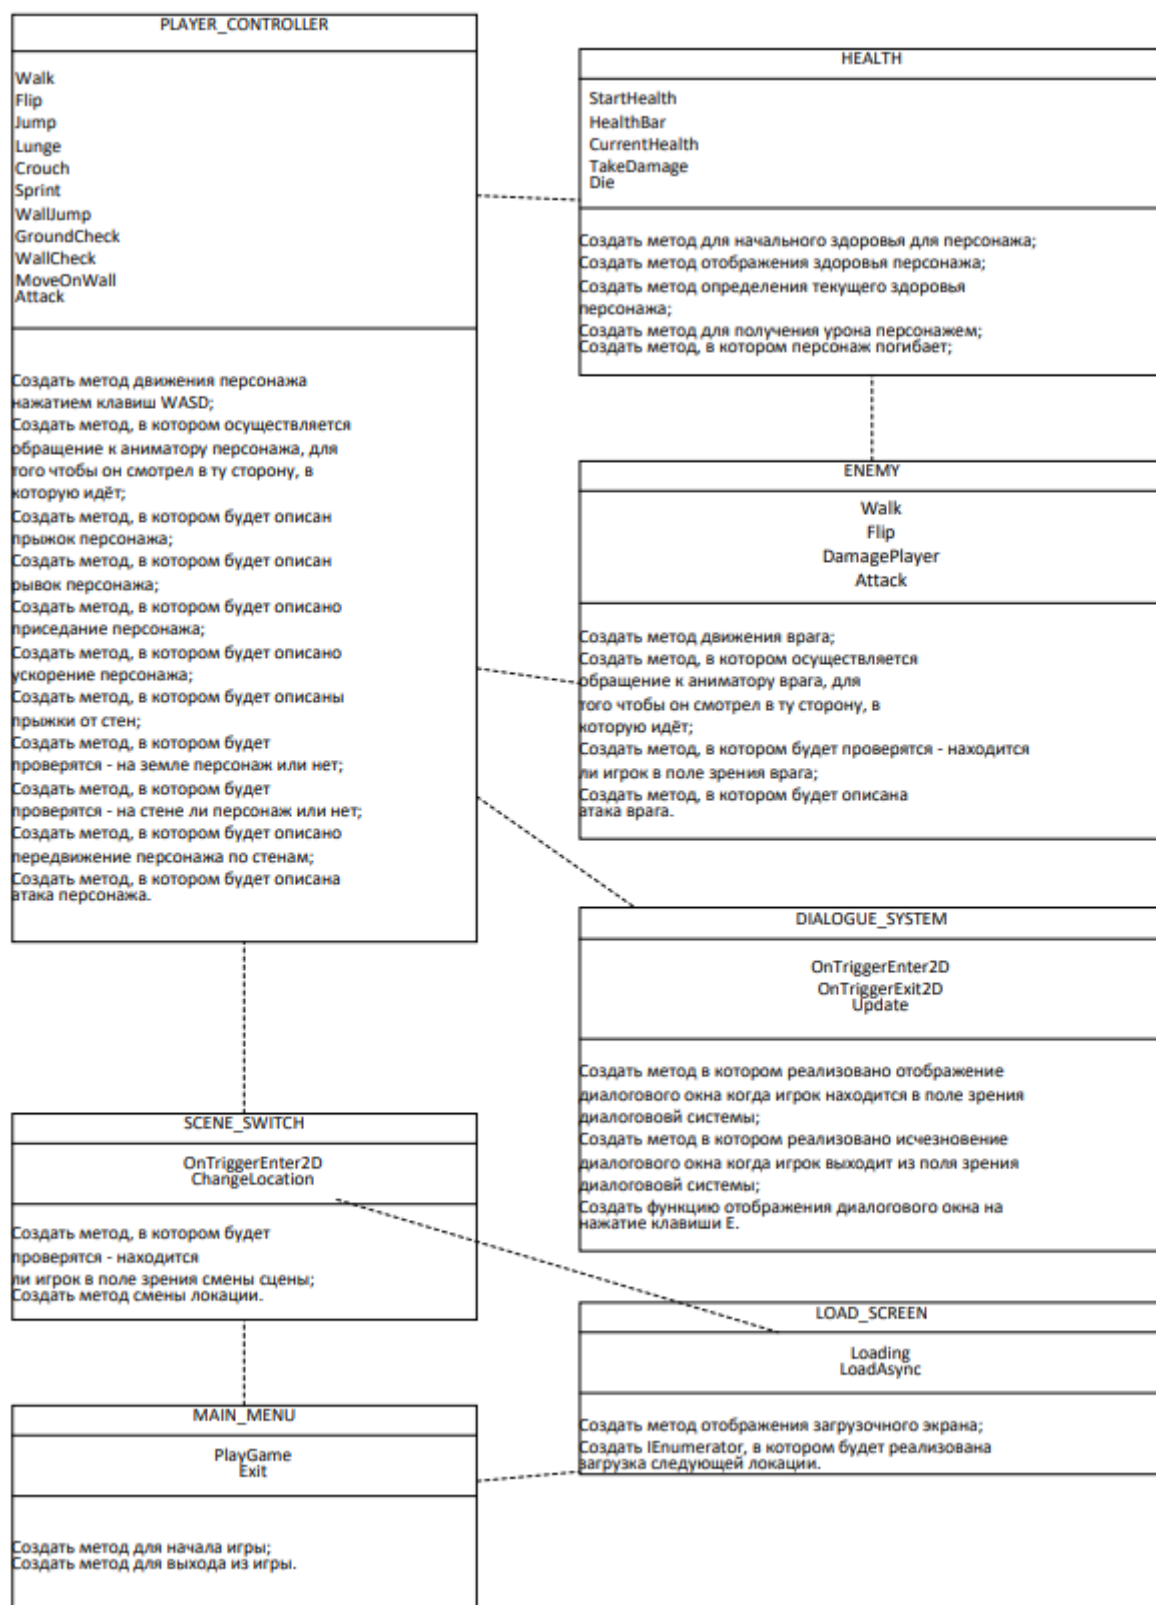 PLAYER_CONTROLLER
Walk
Flip
Jump
Lunge
Crouch
Sprint
WallJump
GroundCheck
WallCheck
MoveOnWall
Attack
Создать метод движения персонажа
нажатием клавиш WASD;
Создать метод, в котором осуществляется
обращение к аниматору персонажа, для
того чтобы он смотрел в ту сторону, в
которую идёт;
Создать метод, в котором будет описан
прыжок персонажа;
Создать метод, в котором будет описан
рывок персонажа;
Создать метод, в котором будет описано
приседание персонажа;
Создать метод, в котором будет описано
ускорение персонажа;
Создать метод, в котором будет описаны
прыжки от стен;
Создать метод, в котором будет
проверятся - на земле персонаж или нет;
Создать метод, в котором будет
проверятся - на стене ли персонаж или нет;
Создать метод, в котором будет описано
передвижение персонажа по стенам;
Создать метод, в котором будет описана
атака персонажа.
HEALTH
StartHealth
HealthBar
CurrentHealth
TakeDamage
Die
Создать метод для начального здоровья для персонажа;
Создать метод отображения здоровья персонажа;
Создать метод определения текущего здоровья
персонажа;
Создать метод для получения урона персонажем;
Создать метод, в котором персонаж погибает;
ENEMY
Walk
Flip
DamagePlayer
Attack
Создать метод движения врага;
Создать метод, в котором осуществляется
обращение к аниматору врага, для
того чтобы он смотрел в ту сторону, в
которую идёт;
Создать метод, в котором будет проверятся - находится
ли игрок в поле зрения врага;
Создать метод, в котором будет описана
атака врага.
DIALOGUE_SYSTEM
OnTriggerEnter2D
OnTriggerExit2D
Update
Создать метод в котором реализовано отображение
диалогового окна когда игрок находится в поле зрения
диалогововй системы;
Создать метод в котором реализовано исчезновение
диалогового окна когда игрок выходит из поля зрения
диалогововй системы;
Создать функцию отображения диалогового окна на
нажатие клавиши E.
SCENE_SWITCH
OnTriggerEnter2D
ChangeLocation
Создать метод, в котором будет
проверятся - находится
ли игрок в поле зрения смены сцены;
Создать метод смены локации.
LOAD_SCREEN
Loading
LoadAsync
Создать метод отображения загрузочного экрана;
Создать IEnumerator, в котором будет реализована
загрузка следующей локации.
MAIN_MENU
PlayGame
Exit
Создать метод для начала игры;
Создать метод для выхода из игры.